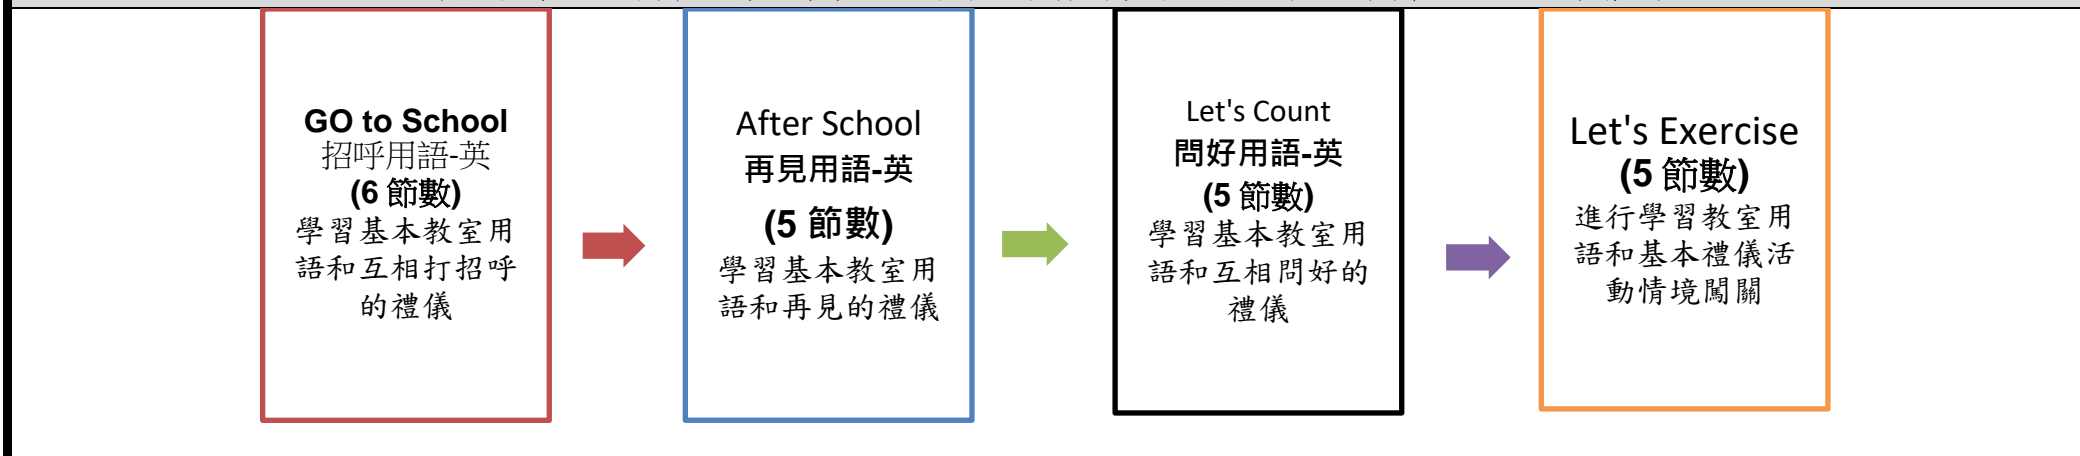 GO to School
招呼用語-英
(6 節數)
學習基本教室用
語和互相打招呼
的禮儀
After School
再見用語-英
(5 節數)
學習基本教室用
語和再見的禮儀
Let's Count
問好用語-英
(5 節數)
學習基本教室用
語和互相問好的
禮儀
Let's Exercise
(5 節數)
進行學習教室用
語和基本禮儀活
動情境闖關